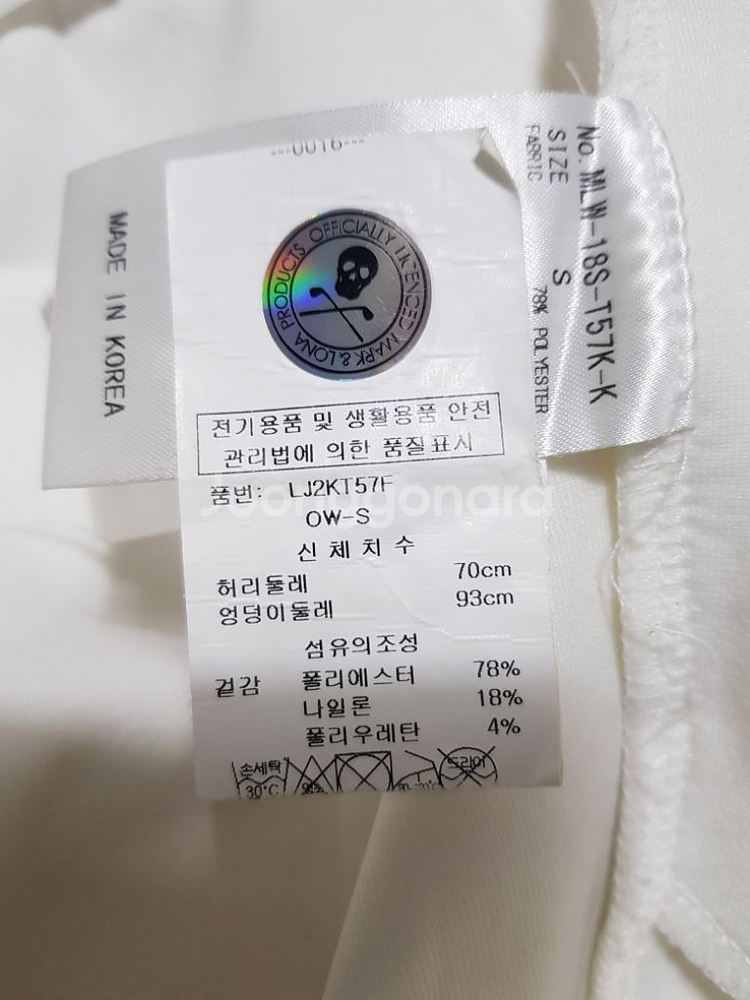 ---0016---
OFFICIALLY LICENCED MARK&LONA PRODUCTS
전기용품 및 생활용품 안전
관리법에 의한 품질표시
품번: LJ2KT57F
OW-S
신체치수
허리둘레 70cm
엉덩이둘레 93cm
섬유의조성
겉감 폴리에스터 78%
나일론 18%
폴리우레탄 4%
손세탁
30°C
드라이
MADE IN KOREA
No. MLW-18S-T57K-K
SIZE S
FABRIC 78% POLYESTER
Joonggonara